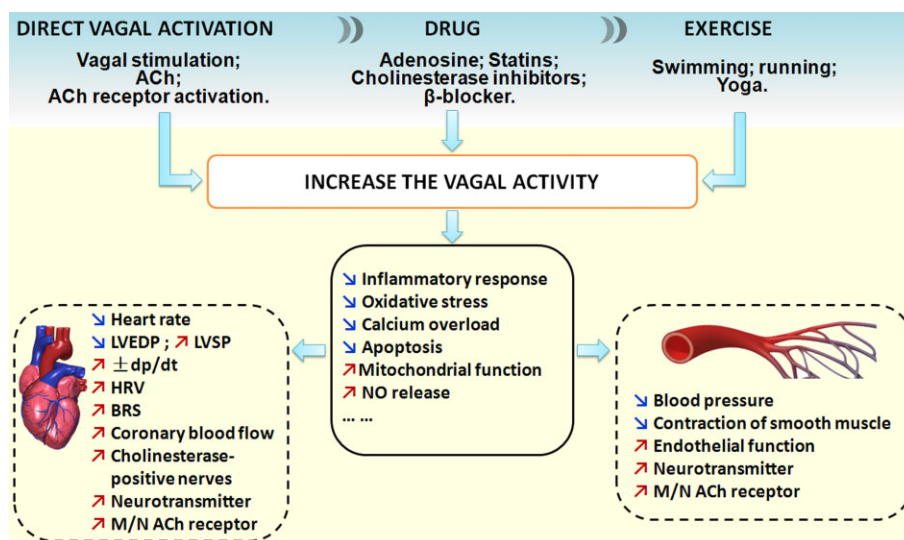 DIRECT VAGAL ACTIVATION
Vagal stimulation;
ACh;
ACh receptor activation.
DRUG
Adenosine; Statins;
Cholinesterase inhibitors;
β-blocker.
EXERCISE
Swimming; running;
Yoga.
INCREASE THE VAGAL ACTIVITY
↘ Inflammatory response
↘ Oxidative stress
↘ Calcium overload
↘ Apoptosis
↗ Mitochondrial function
↗ NO release
... ...
↘ Heart rate
↘ LVEDP ; ↗ LVSP
↗ ±dp/dt
↗ HRV
↗ BRS
↗ Coronary blood flow
↗ Cholinesterase-
positive nerves
↗ Neurotransmitter
↗ M/N ACh receptor
↘ Blood pressure
↘ Contraction of smooth muscle
↗ Endothelial function
↗ Neurotransmitter
↗ M/N ACh receptor